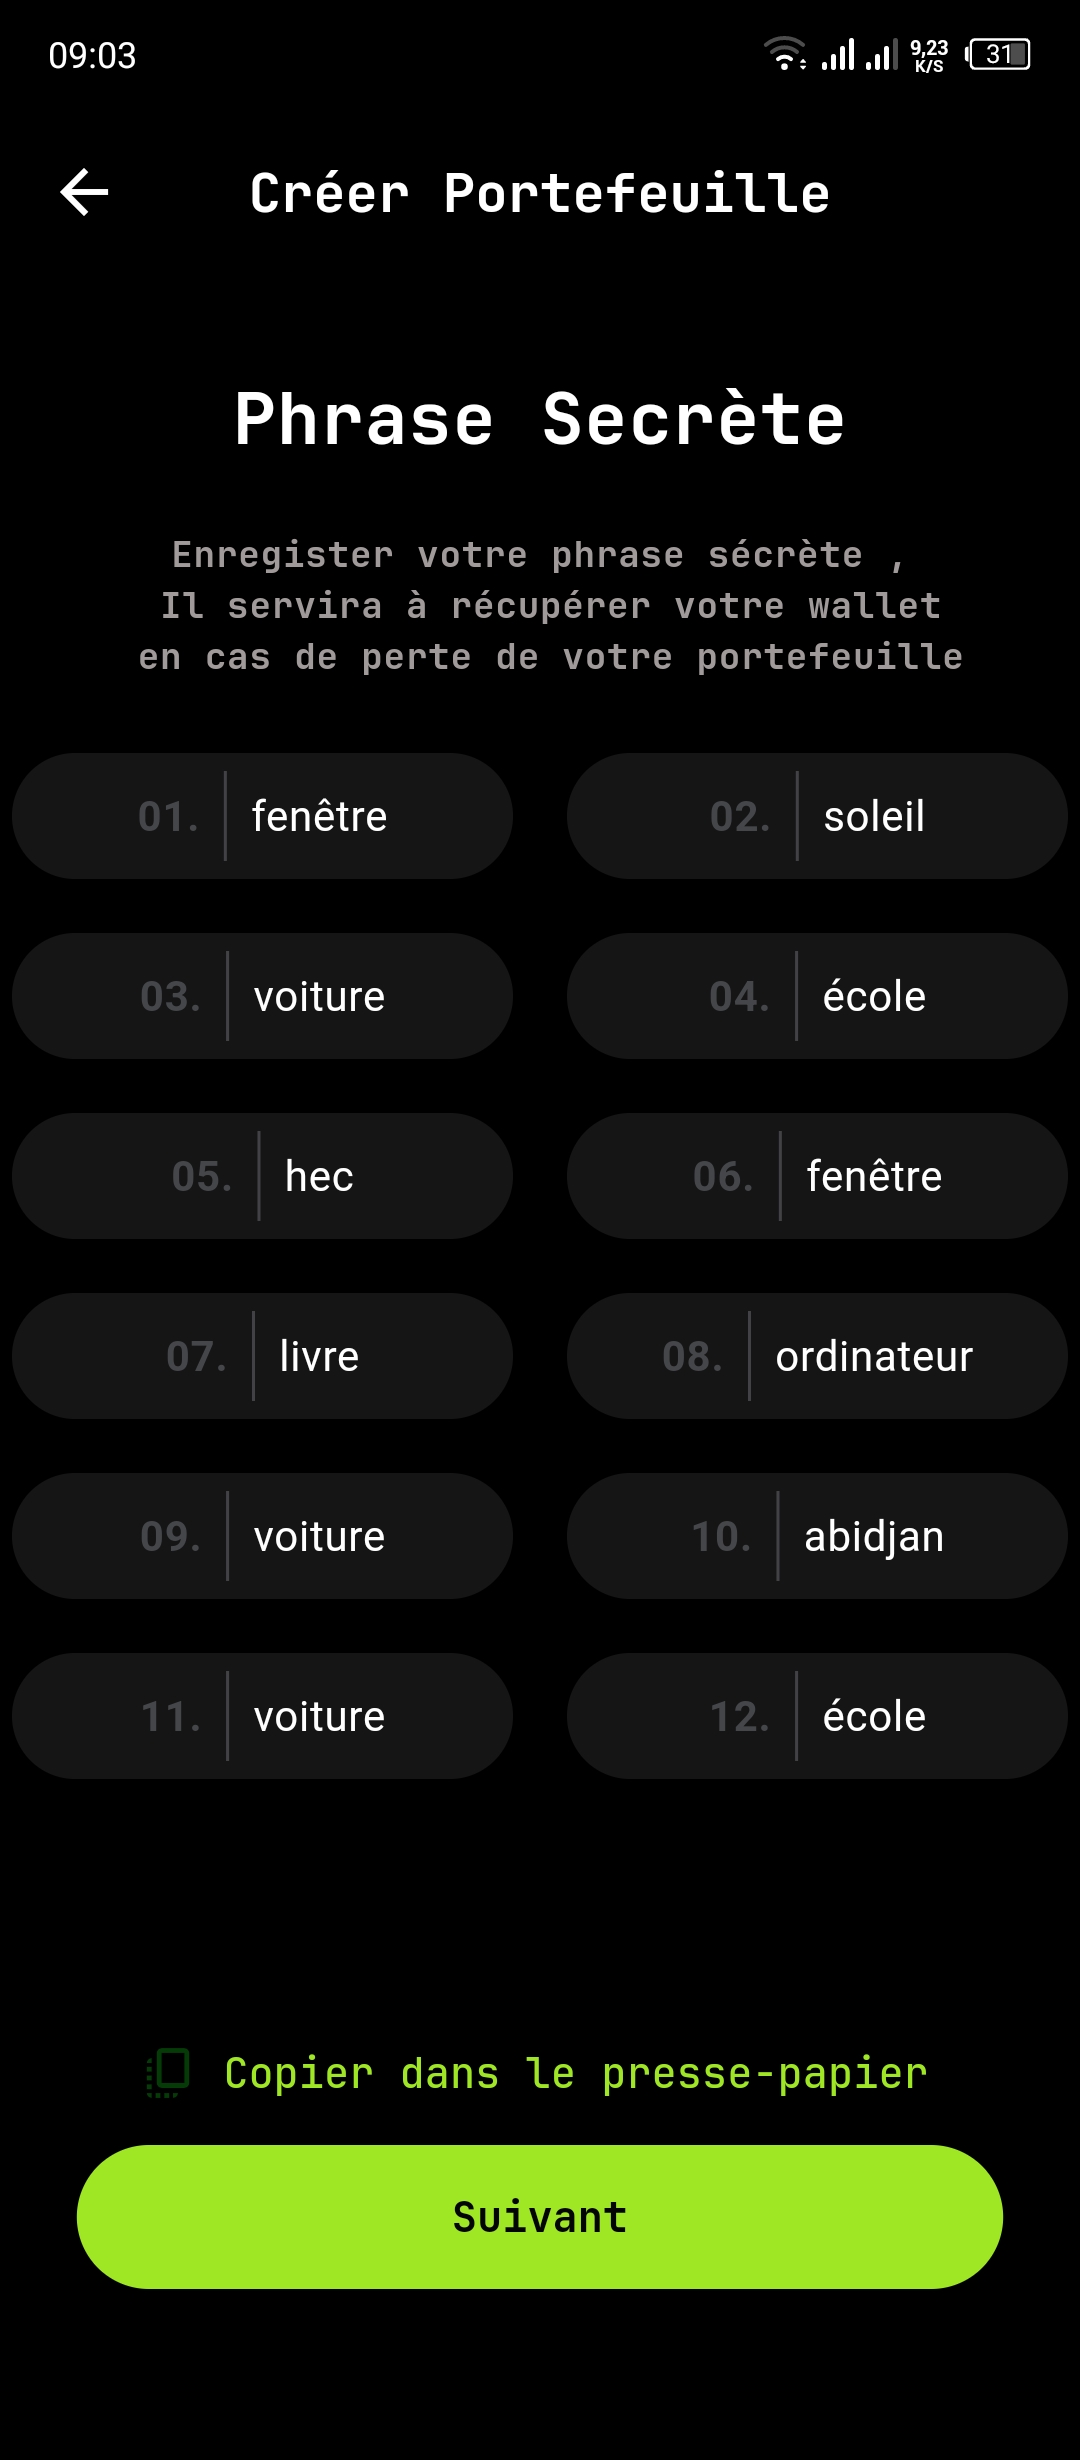 09:03
9,23
K/S
31
Créer Portefeuille
Phrase Secrète
Enregister votre phrase sécrète ,
Il servira à récupérer votre wallet
en cas de perte de votre portefeuille
01. fenêtre
02. soleil
03. voiture
04. école
05. hec
06. fenêtre
07. livre
08. ordinateur
09. voiture
10. abidjan
11. voiture
12. école
Copier dans le presse-papier
Suivant